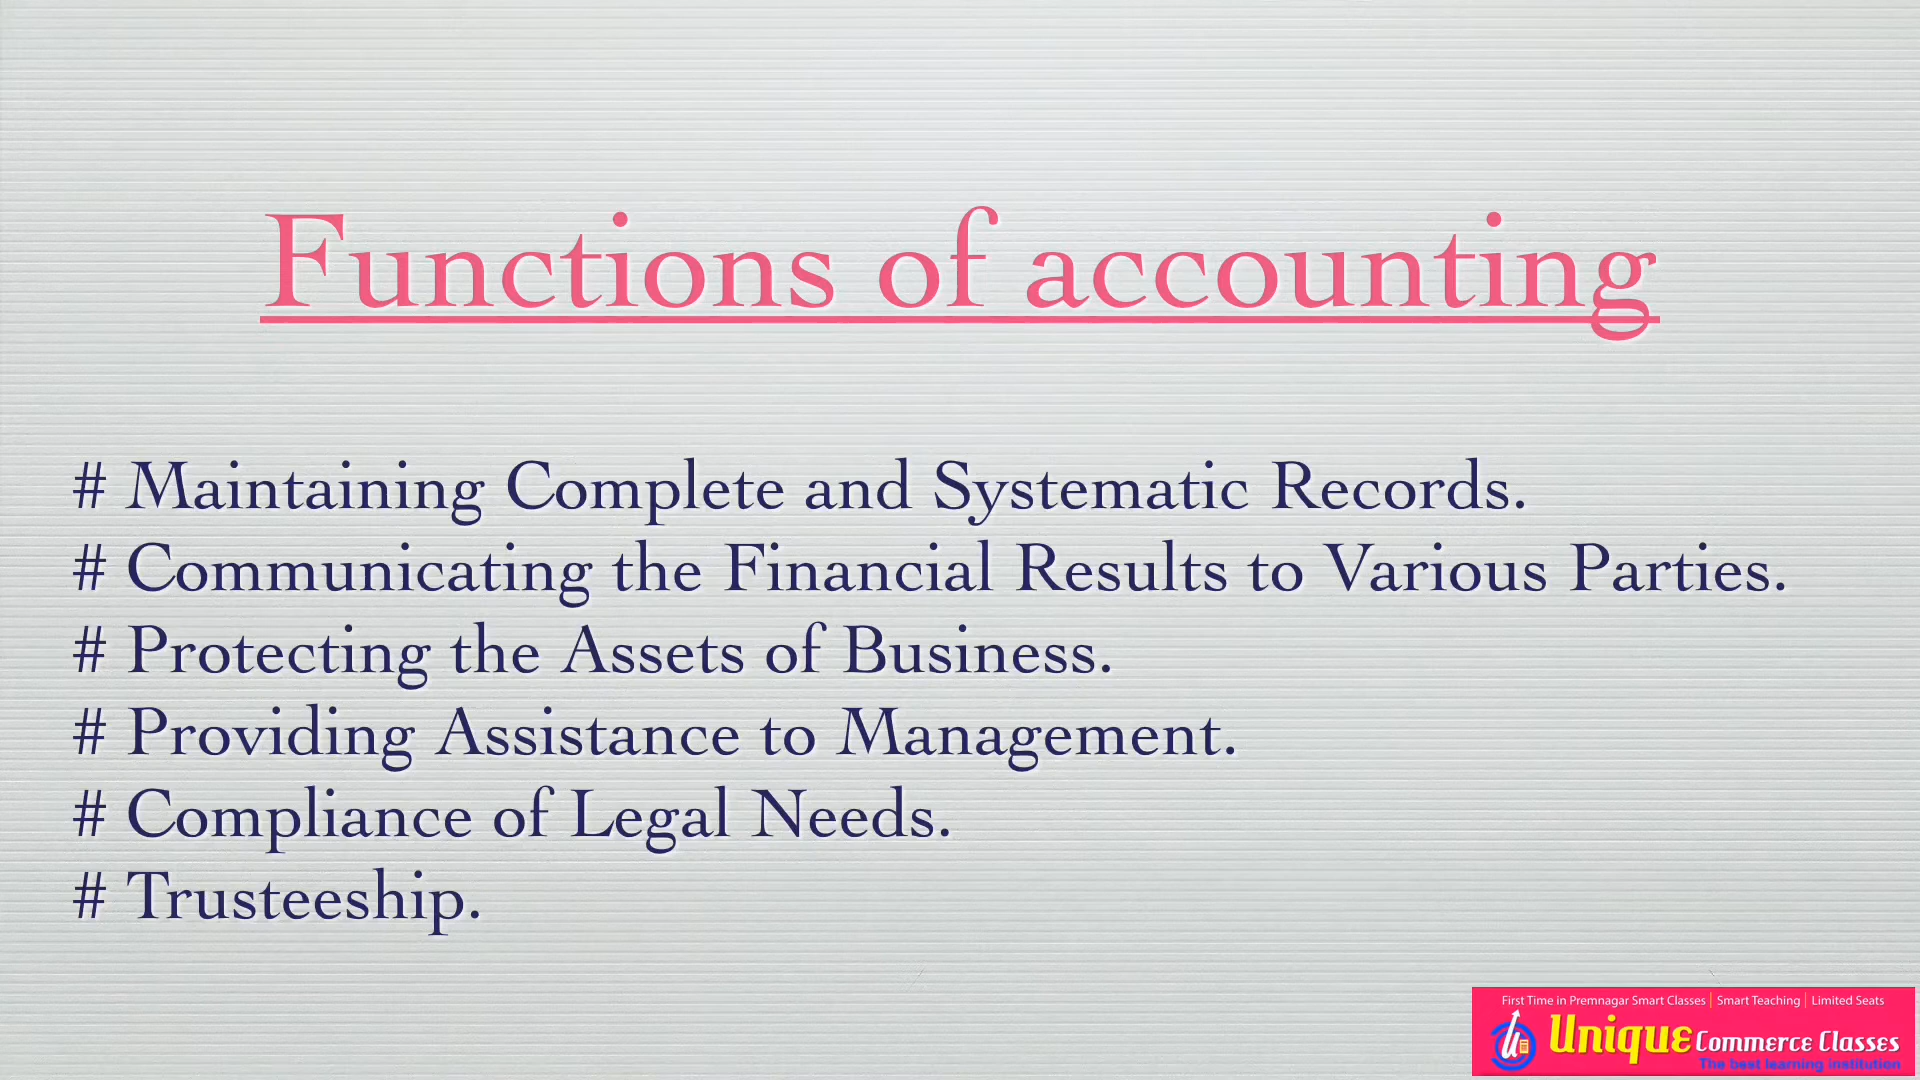 Functions of accounting
# Maintaining Complete and Systematic Records.
# Communicating the Financial Results to Various Parties.
# Protecting the Assets of Business.
# Providing Assistance to Management.
# Compliance of Legal Needs.
# Trusteeship.
First Time in Premnagar Smart Classes | Smart Teaching | Limited Seats
Unique Commerce Classes
The best learning institution